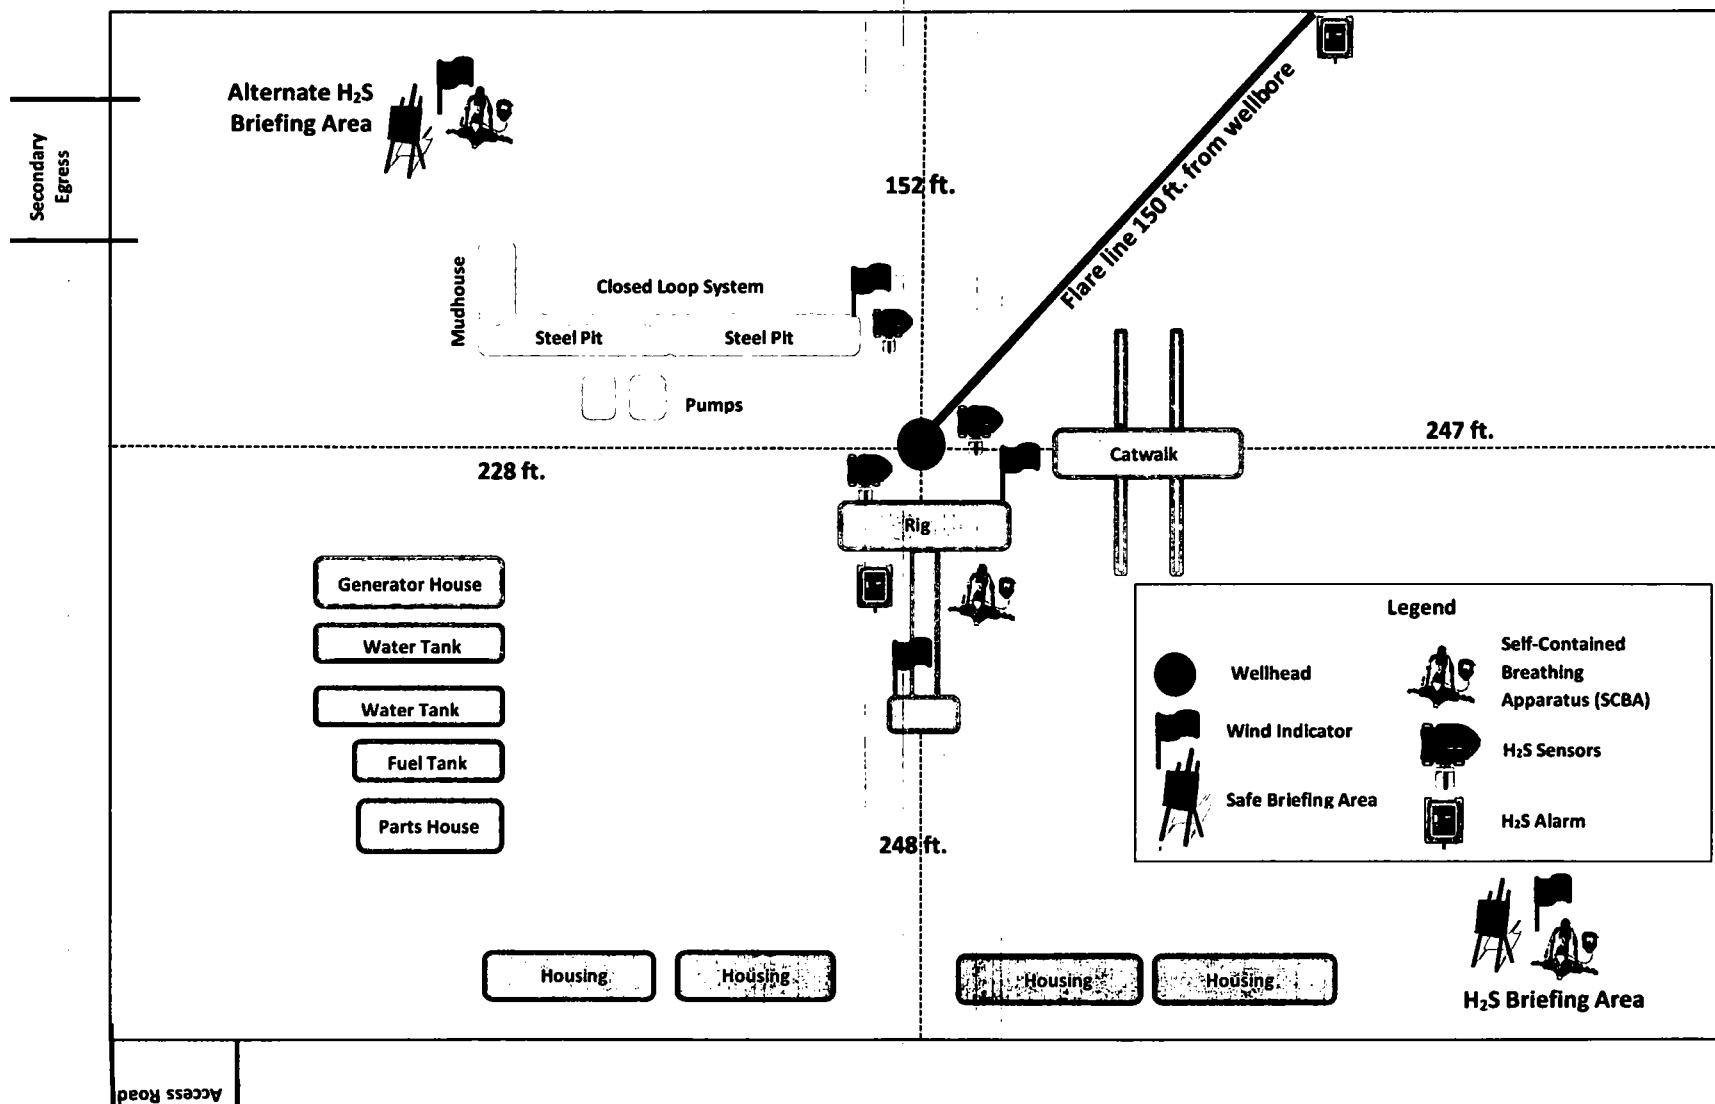 Alternate H₂S
Briefing Area
Secondary
Egress
152 ft.
Flare line 150 ft. from wellbore
Mudhouse
Closed Loop System
Steel Pit
Steel Pit
Pumps
247 ft.
228 ft.
Catwalk
Rig
Generator House
Water Tank
Water Tank
Fuel Tank
Parts House
248 ft.
Legend
Wellhead
Wind Indicator
Safe Briefing Area
Self-Contained
Breathing
Apparatus (SCBA)
H₂S Sensors
H₂S Alarm
Housing
Housing
Housing
Housing
H₂S Briefing Area
Access Road